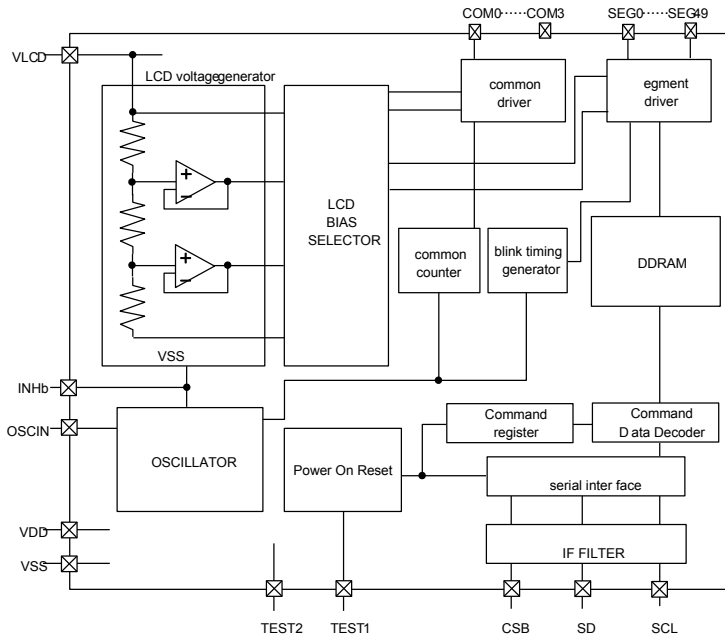 COM0……COM3 SEG0……SEG49
VLCD
LCD voltagegenerator
common
driver
egment
driver
+
−
LCD
BIAS
SELECTOR
+
−
common
counter
blink timing
generator
DDRAM
VSS
INHb
OSCIN
OSCILLATOR
Power On Reset
Command
register
Command
D ata Decoder
serial inter face
IF FILTER
VDD
VSS
TEST2 TEST1 CSB SD SCL